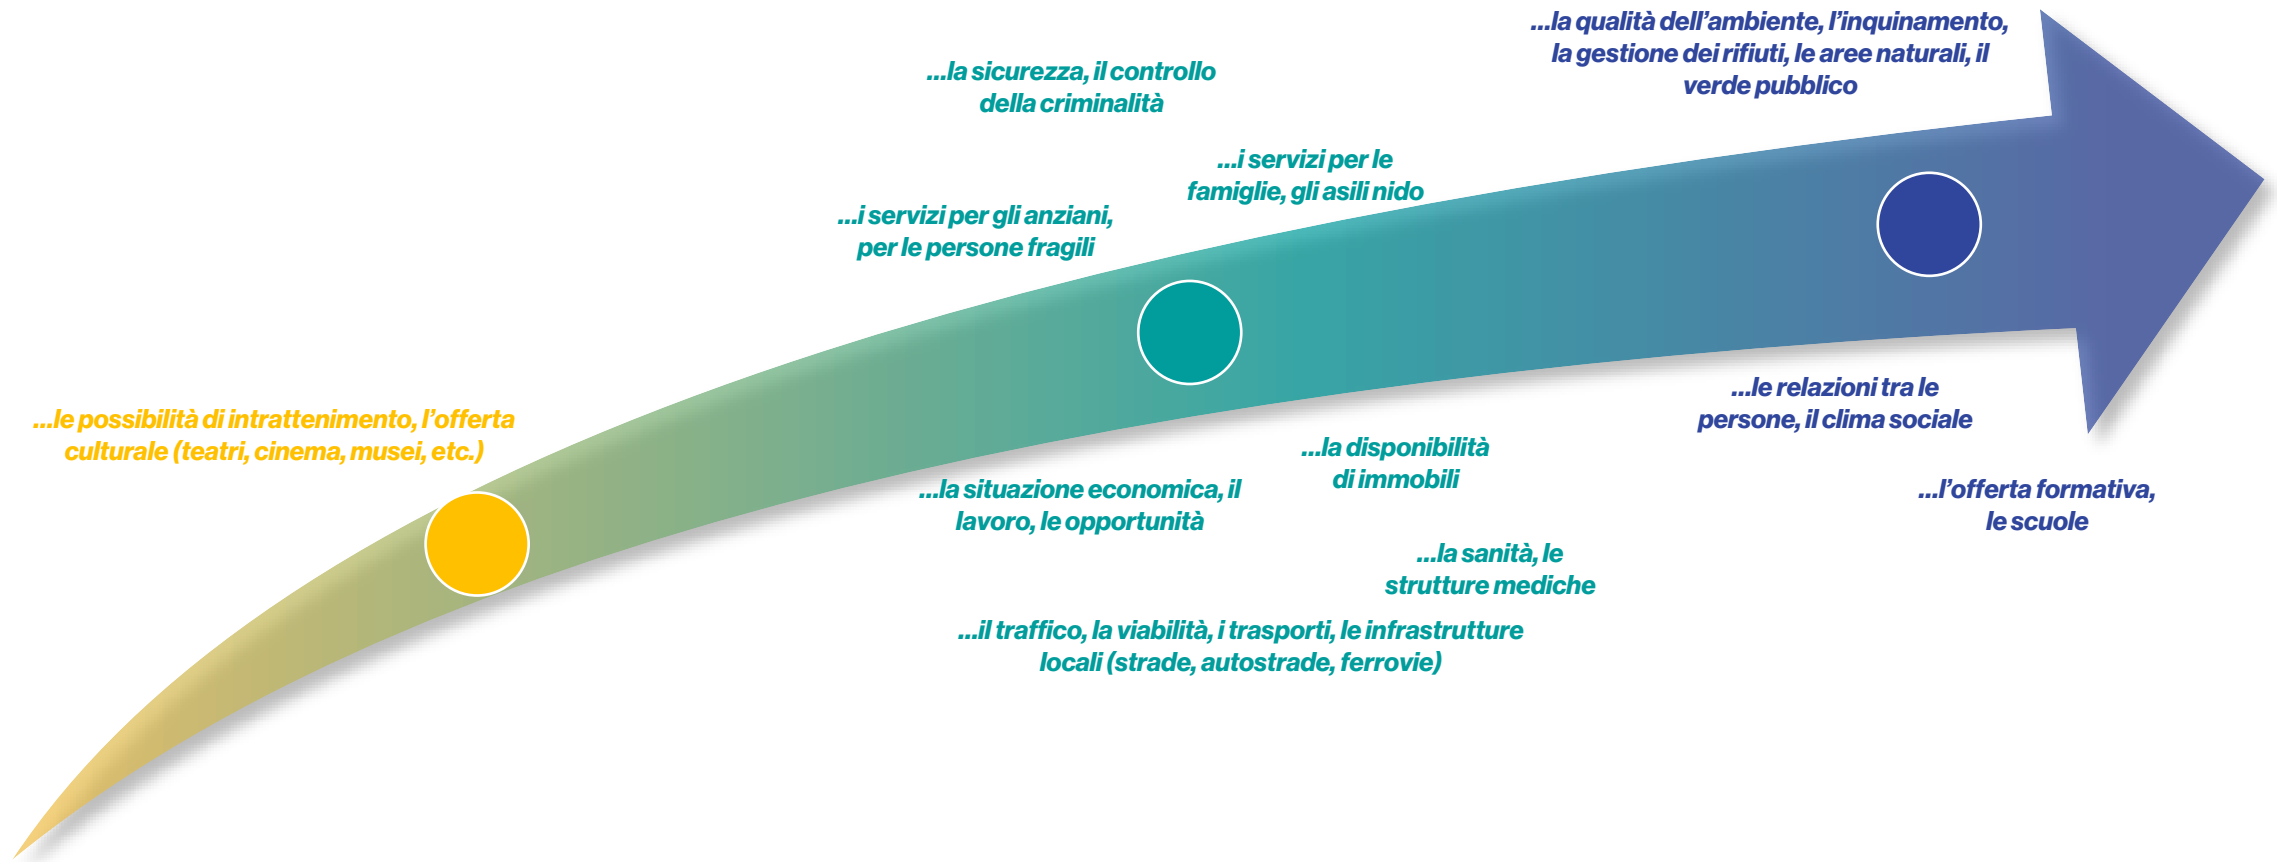 ...la qualità dell'ambiente, l'inquinamento,
la gestione dei rifiuti, le aree naturali, il
verde pubblico
...la sicurezza, il controllo
della criminalità
...i servizi per le
famiglie, gli asili nido
...i servizi per gli anziani,
per le persone fragili
...le possibilità di intrattenimento, l'offerta
culturale (teatri, cinema, musei, etc.)
...le relazioni tra le
persone, il clima sociale
...la disponibilità
di immobili
...la situazione economica, il
lavoro, le opportunità
...l'offerta formativa,
le scuole
...la sanità, le
strutture mediche
...il traffico, la viabilità, i trasporti, le infrastrutture
locali (strade, autostrade, ferrovie)